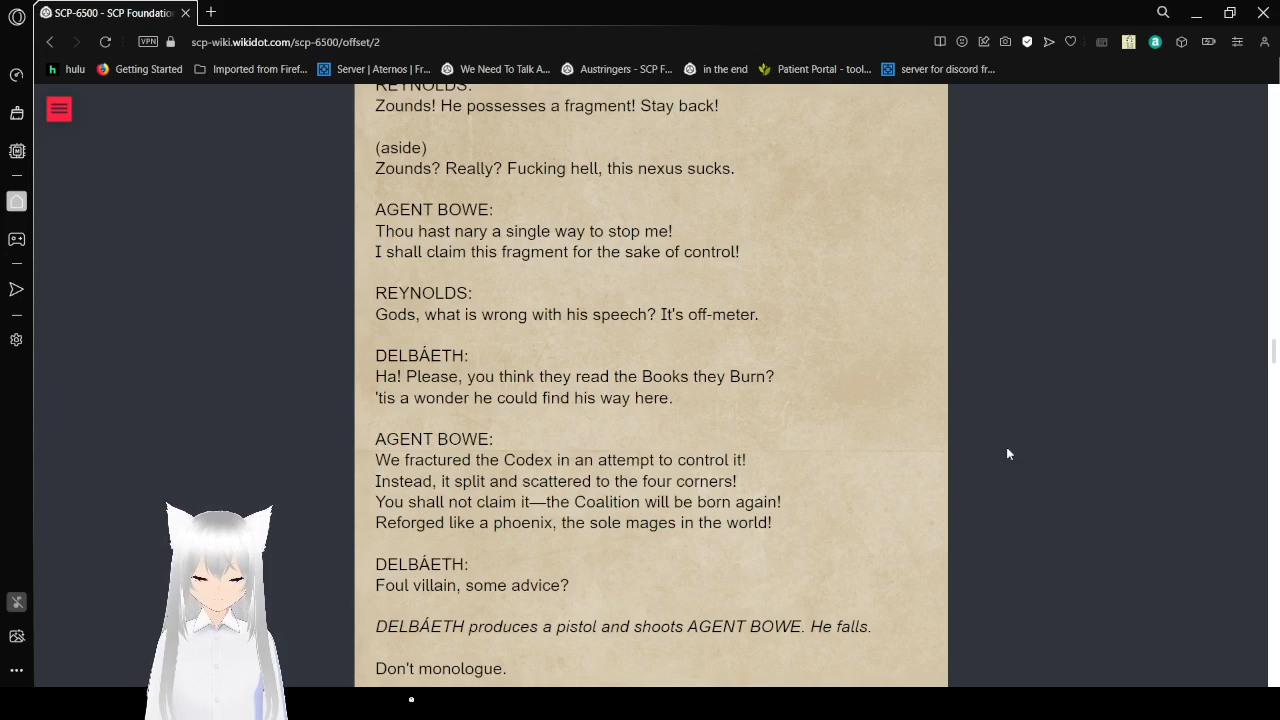 SCP-6500 - SCP Foundatio
scp-wiki.wikidot.com/scp-6500/offset/2
VPN
hulu
Getting Started
Imported from Firef...
Server | Aternos | Fr...
We Need To Talk A...
Austringers - SCP F...
in the end
Patient Portal - tool...
server for discord fr...
REYNOLDS:
Zounds! He possesses a fragment! Stay back!
(aside)
Zounds? Really? Fucking hell, this nexus sucks.
AGENT BOWE:
Thou hast nary a single way to stop me!
I shall claim this fragment for the sake of control!
REYNOLDS:
Gods, what is wrong with his speech? It's off-meter.
DELBÁETH:
Ha! Please, you think they read the Books they Burn?
'tis a wonder he could find his way here.
AGENT BOWE:
We fractured the Codex in an attempt to control it!
Instead, it split and scattered to the four corners!
You shall not claim it—the Coalition will be born again!
Reforged like a phoenix, the sole mages in the world!
DELBÁETH:
Foul villain, some advice?
DELBÁETH produces a pistol and shoots AGENT BOWE. He falls.
Don't monologue.